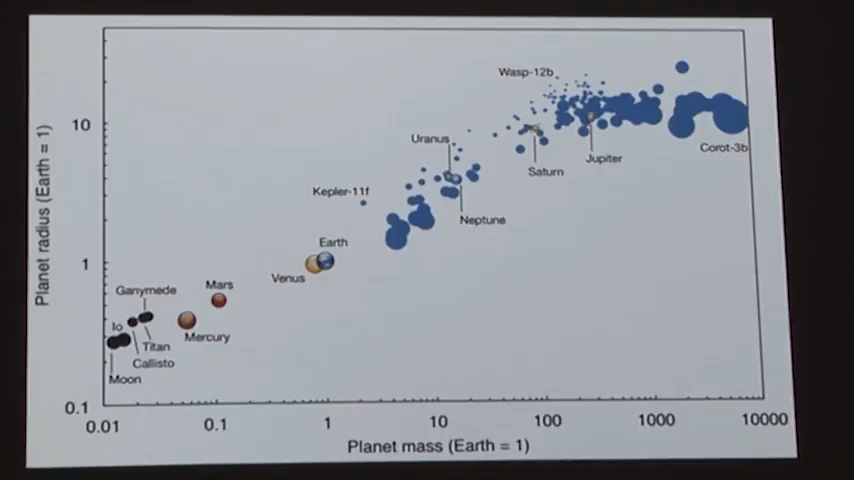 Planet radius (Earth = 1)
10
1
0.1
Wasp-12b
Uranus
Jupiter
Corot-3b
Saturn
Kepler-11f
Neptune
Earth
Venus
Mars
Ganymede
Io
Mercury
Titan
Callisto
Moon
0.01
0.1
1
10
100
1000
10000
Planet mass (Earth = 1)